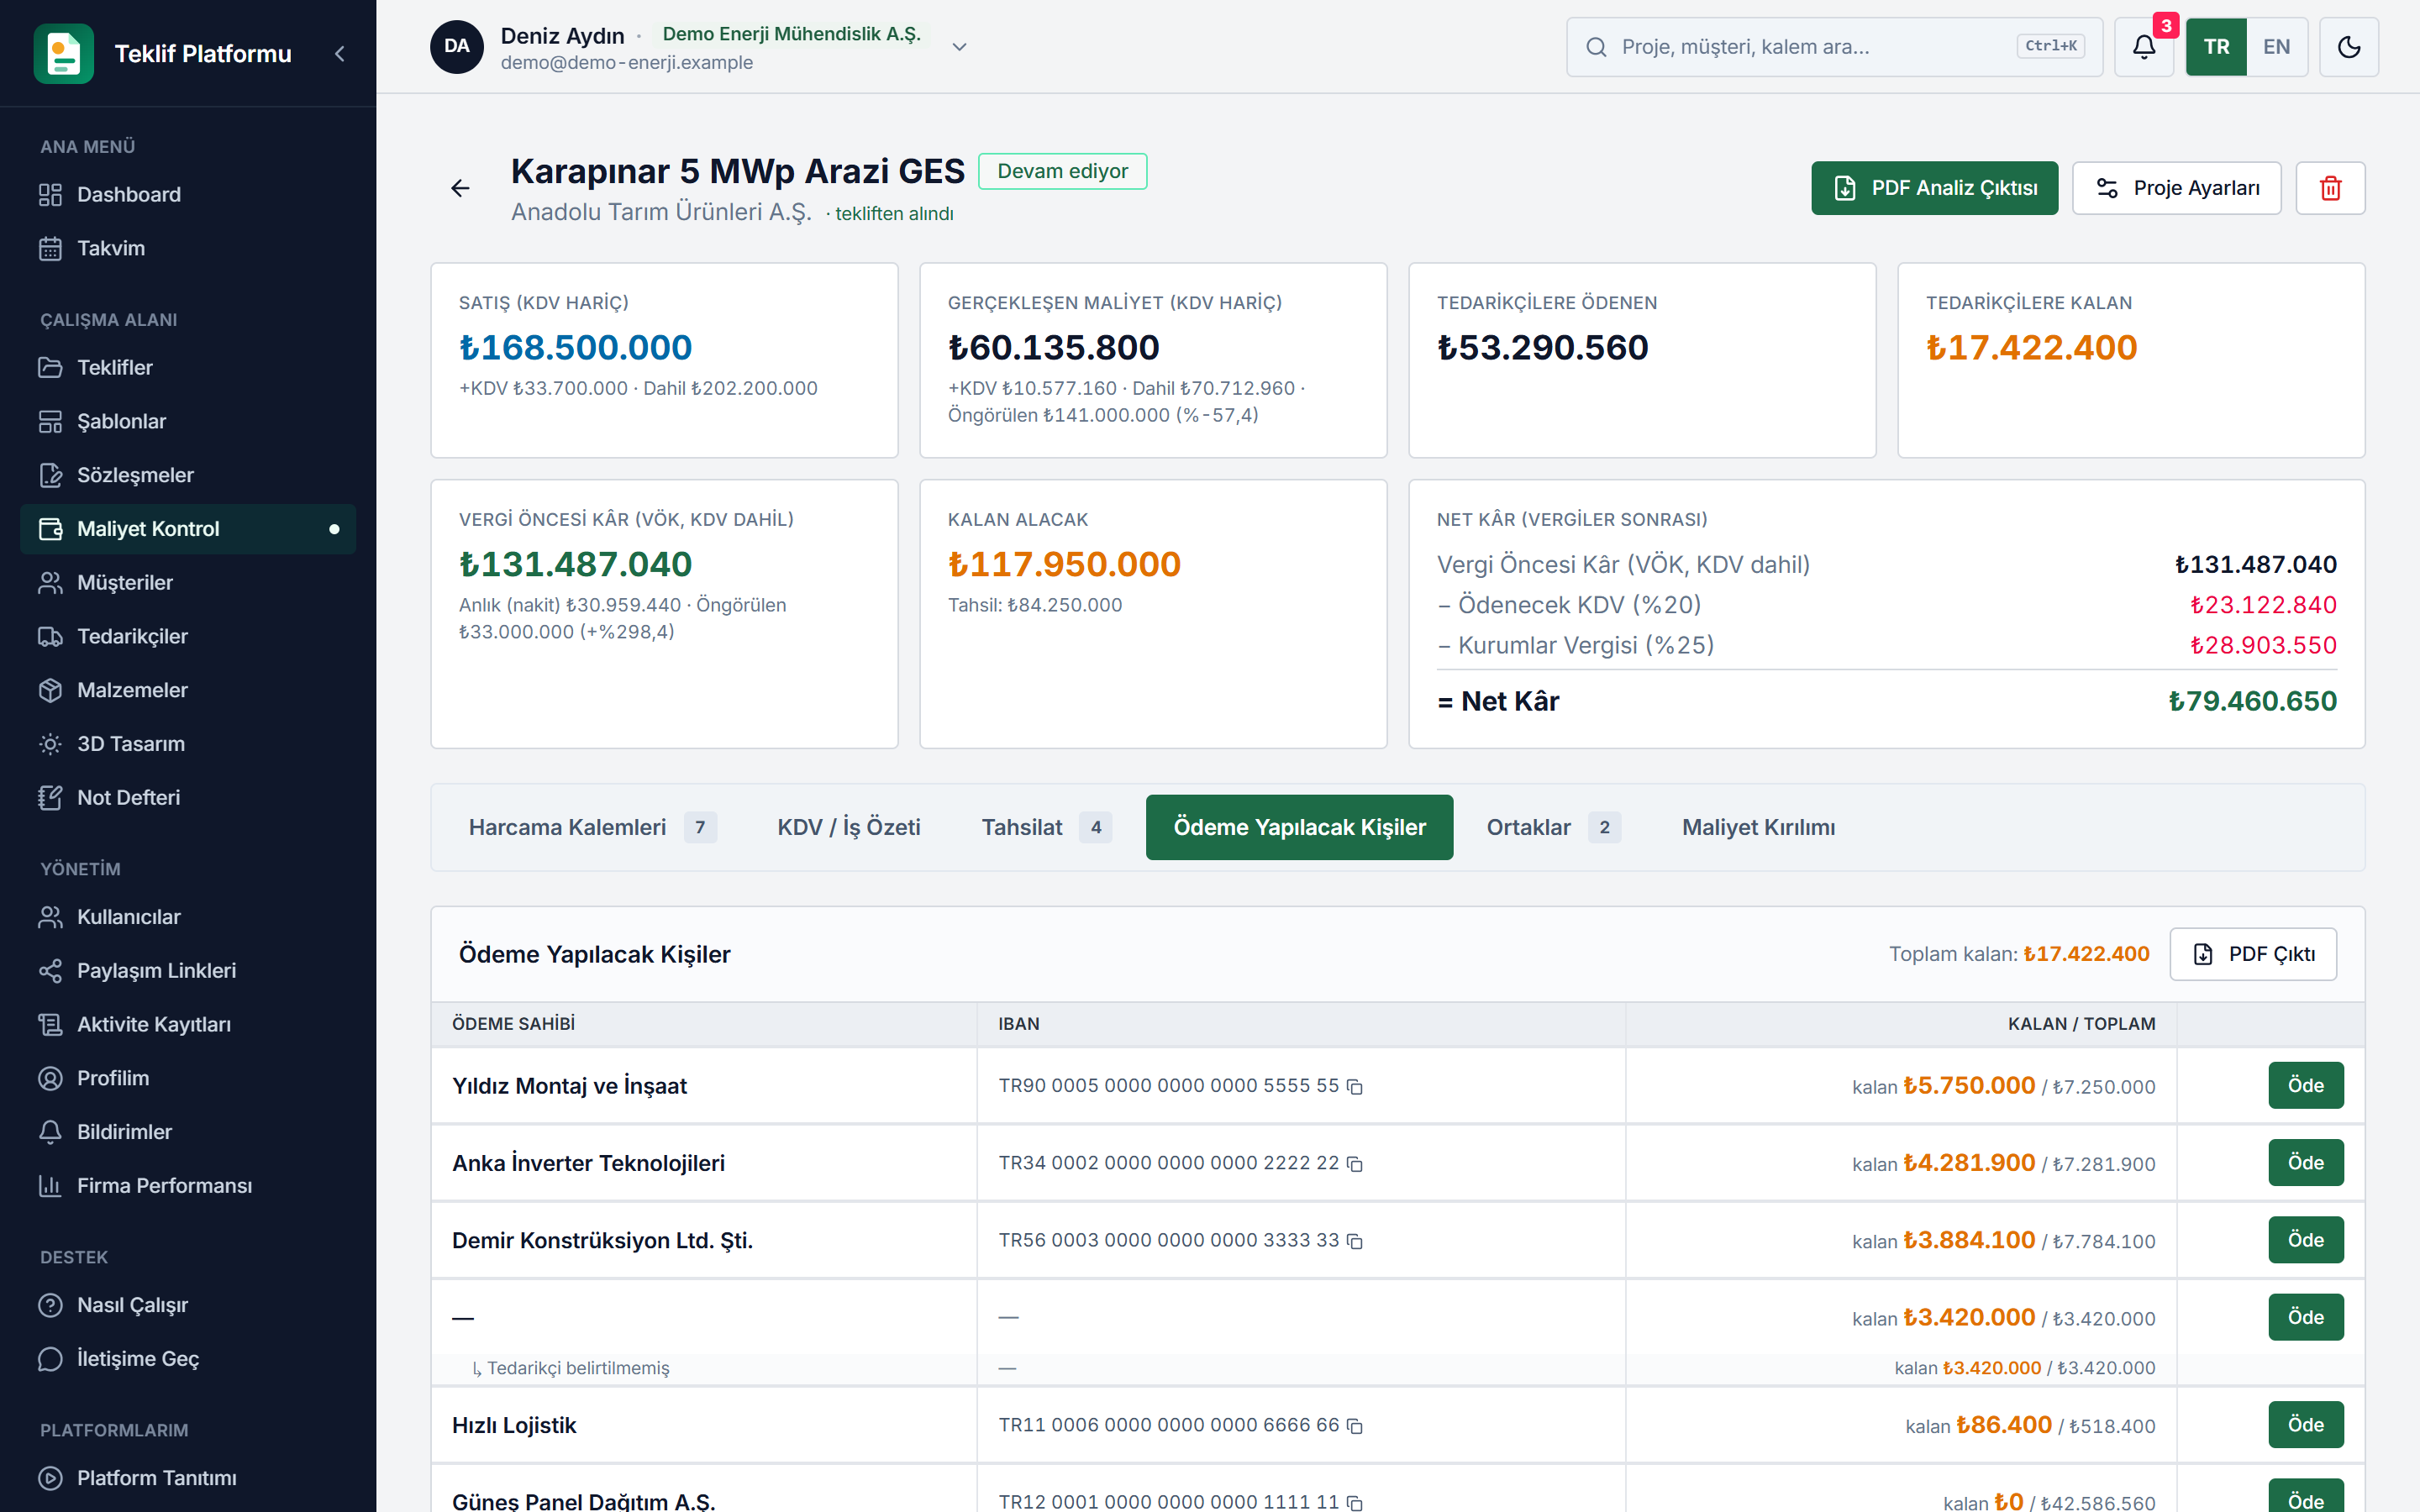 Teklif Platformu
ANA MENÜ
Dashboard
Takvim
ÇALIŞMA ALANI
Teklifler
Şablonlar
Sözleşmeler
Maliyet Kontrol
Müşteriler
Tedarikçiler
Malzemeler
3D Tasarım
Not Defteri
YÖNETİM
Kullanıcılar
Paylaşım Linkleri
Aktivite Kayıtları
Profilim
Bildirimler
Firma Performansı
DESTEK
Nasıl Çalışır
İletişime Geç
PLATFORMLARIM
Platform Tanıtımı
DA
Deniz Aydın · Demo Enerji Mühendislik A.Ş.
demo@demo-enerji.example
Proje, müşteri, kalem ara... Ctrl+K
3
TR EN
Karapınar 5 MWp Arazi GES Devam ediyor
Anadolu Tarım Ürünleri A.Ş. · tekliften alındı
PDF Analiz Çıktısı
Proje Ayarları
SATIŞ (KDV HARİÇ)
₺168.500.000
+KDV ₺33.700.000 · Dahil ₺202.200.000
GERÇEKLEŞEN MALİYET (KDV HARİÇ)
₺60.135.800
+KDV ₺10.577.160 · Dahil ₺70.712.960 ·
Öngörülen ₺141.000.000 (%-57,4)
TEDARİKÇİLERE ÖDENEN
₺53.290.560
TEDARİKÇİLERE KALAN
₺17.422.400
VERGİ ÖNCESİ KÂR (VÖK, KDV DAHİL)
₺131.487.040
Anlık (nakit) ₺30.959.440 · Öngörülen
₺33.000.000 (+%298,4)
KALAN ALACAK
₺117.950.000
Tahsil: ₺84.250.000
NET KÂR (VERGİLER SONRASI)
Vergi Öncesi Kâr (VÖK, KDV dahil) ₺131.487.040
− Ödenecek KDV (%20) ₺23.122.840
− Kurumlar Vergisi (%25) ₺28.903.550
= Net Kâr ₺79.460.650
Harcama Kalemleri 7
KDV / İş Özeti
Tahsilat 4
Ödeme Yapılacak Kişiler
Ortaklar 2
Maliyet Kırılımı
Ödeme Yapılacak Kişiler
Toplam kalan: ₺17.422.400
PDF Çıktı
ÖDEME SAHİBİ IBAN KALAN / TOPLAM
Yıldız Montaj ve İnşaat TR90 0005 0000 0000 0000 5555 55 kalan ₺5.750.000 / ₺7.250.000 Öde
Anka İnverter Teknolojileri TR34 0002 0000 0000 0000 2222 22 kalan ₺4.281.900 / ₺7.281.900 Öde
Demir Konstrüksiyon Ltd. Şti. TR56 0003 0000 0000 0000 3333 33 kalan ₺3.884.100 / ₺7.784.100 Öde
— — kalan ₺3.420.000 / ₺3.420.000 Öde
↳ Tedarikçi belirtilmemiş — kalan ₺3.420.000 / ₺3.420.000
Hızlı Lojistik TR11 0006 0000 0000 0000 6666 66 kalan ₺86.400 / ₺518.400 Öde
Güneş Panel Dağıtım A.Ş. TR12 0001 0000 0000 0000 1111 11 kalan ₺0 / ₺42.586.560 Öde